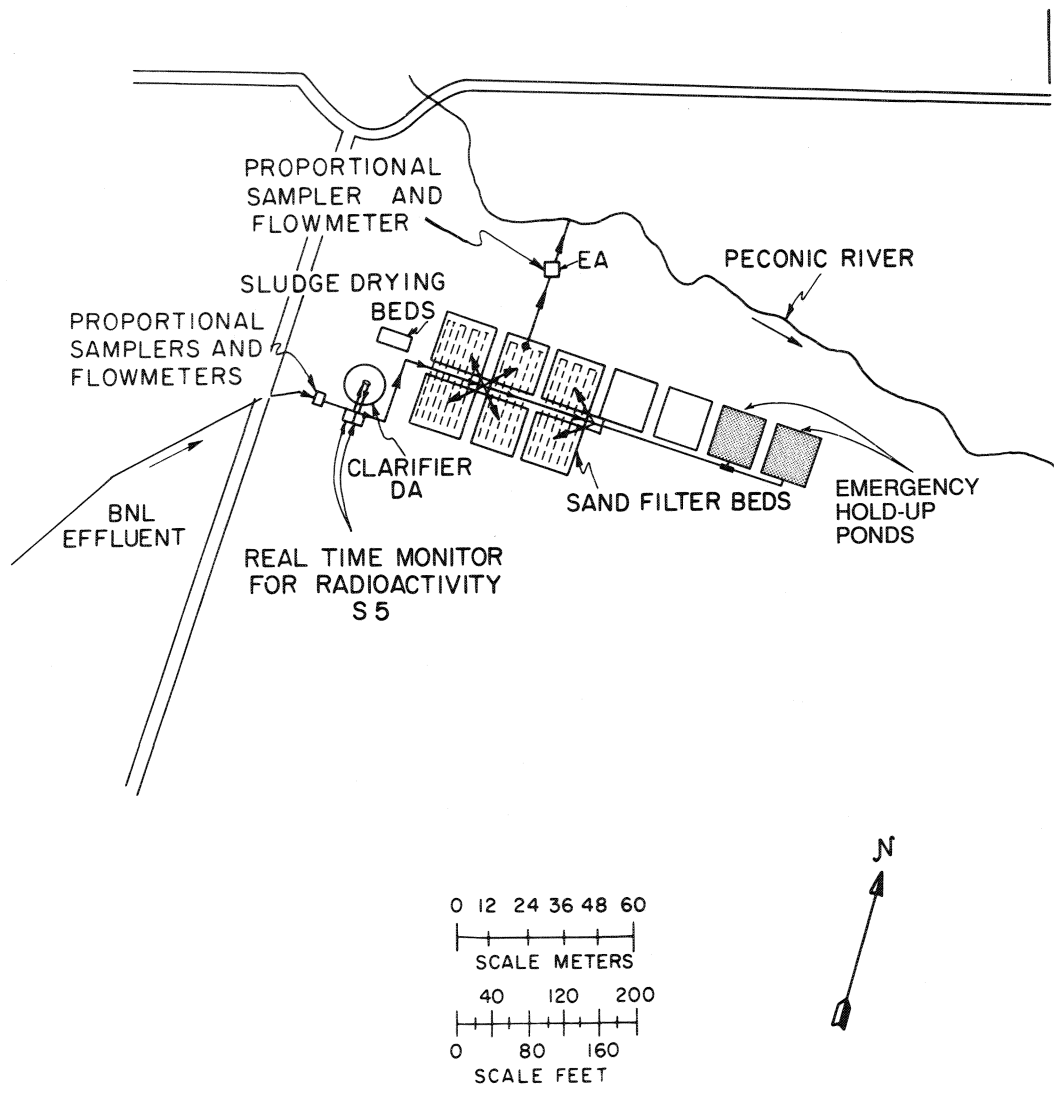 PROPORTIONAL
SAMPLER AND
FLOWMETER
EA
PECONIC RIVER
SLUDGE DRYING
BEDS
PROPORTIONAL
SAMPLERS AND
FLOWMETERS
CLARIFIER
DA
SAND FILTER BEDS
EMERGENCY
HOLD-UP
PONDS
BNL
EFFLUENT
REAL TIME MONITOR
FOR RADIOACTIVITY
S5
N
0 12 24 36 48 60
SCALE METERS
40 120 200
0 80 160
SCALE FEET